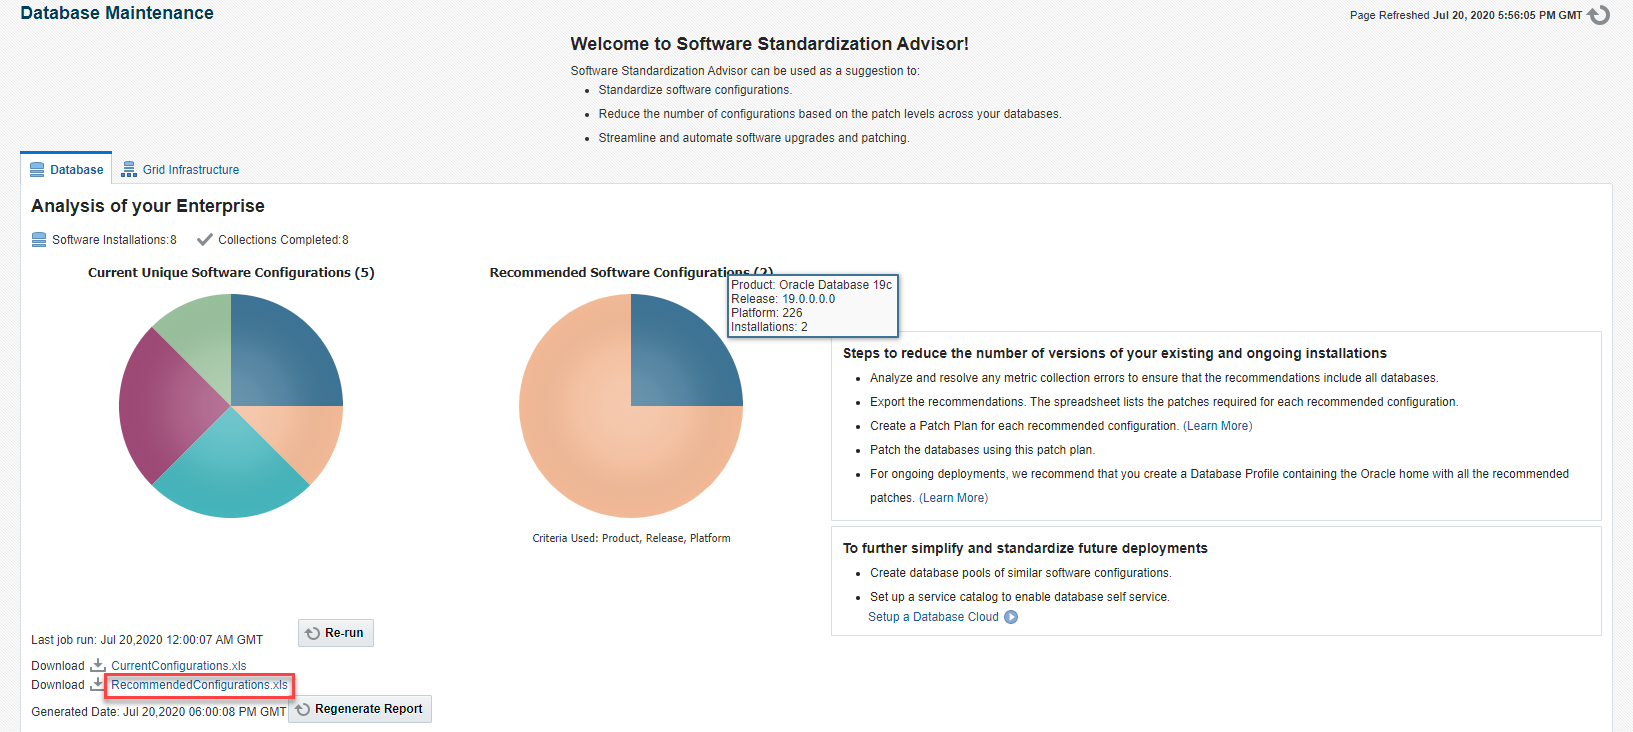 Database Maintenance
Page Refreshed Jul 20, 2020 5:56:05 PM GMT
Welcome to Software Standardization Advisor!
Software Standardization Advisor can be used as a suggestion to:
Standardize software configurations.
Reduce the number of configurations based on the patch levels across your databases.
Streamline and automate software upgrades and patching.
Database
Grid Infrastructure
Analysis of your Enterprise
Software Installations:8
Collections Completed:8
Current Unique Software Configurations (5)
Recommended Software Configurations (2)
Product: Oracle Database 19c
Release: 19.0.0.0.0
Platform: 226
Installations: 2
Criteria Used: Product, Release, Platform
Steps to reduce the number of versions of your existing and ongoing installations
Analyze and resolve any metric collection errors to ensure that the recommendations include all databases.
Export the recommendations. The spreadsheet lists the patches required for each recommended configuration.
Create a Patch Plan for each recommended configuration. (Learn More)
Patch the databases using this patch plan.
For ongoing deployments, we recommend that you create a Database Profile containing the Oracle home with all the recommended
patches. (Learn More)
To further simplify and standardize future deployments
Create database pools of similar software configurations.
Set up a service catalog to enable database self service.
Setup a Database Cloud
Last job run: Jul 20,2020 12:00:07 AM GMT
Re-run
Download CurrentConfigurations.xls
Download RecommendedConfigurations.xls
Generated Date: Jul 20,2020 06:00:08 PM GMT
Regenerate Report